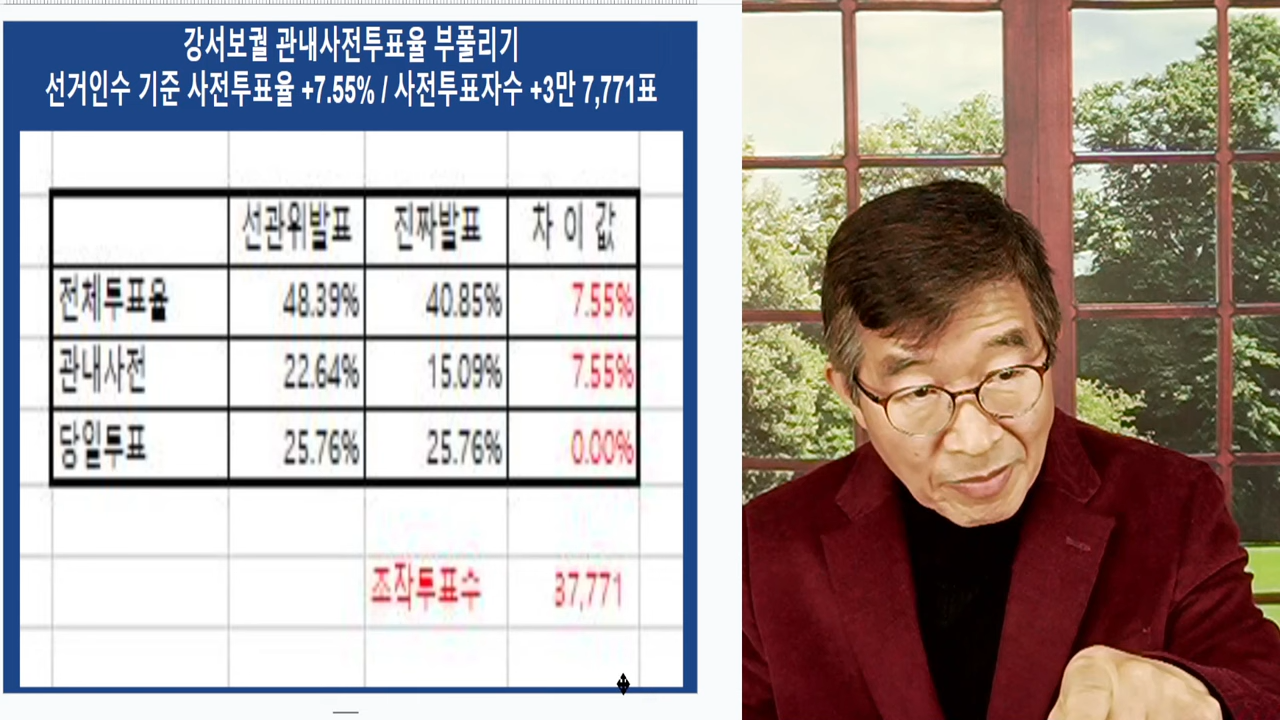 강서보궐 관내사전투표율 부풀리기
선거인수 기준 사전투표율 +7.55% / 사전투표자수 +3만 7,771표
선관위발표 진짜발표 차 이 값
전체투표율 48.39% 40.85% 7.55%
관내사전 22.64% 15.09% 7.55%
당일투표 25.76% 25.76% 0.00%
조작투표수 37,771